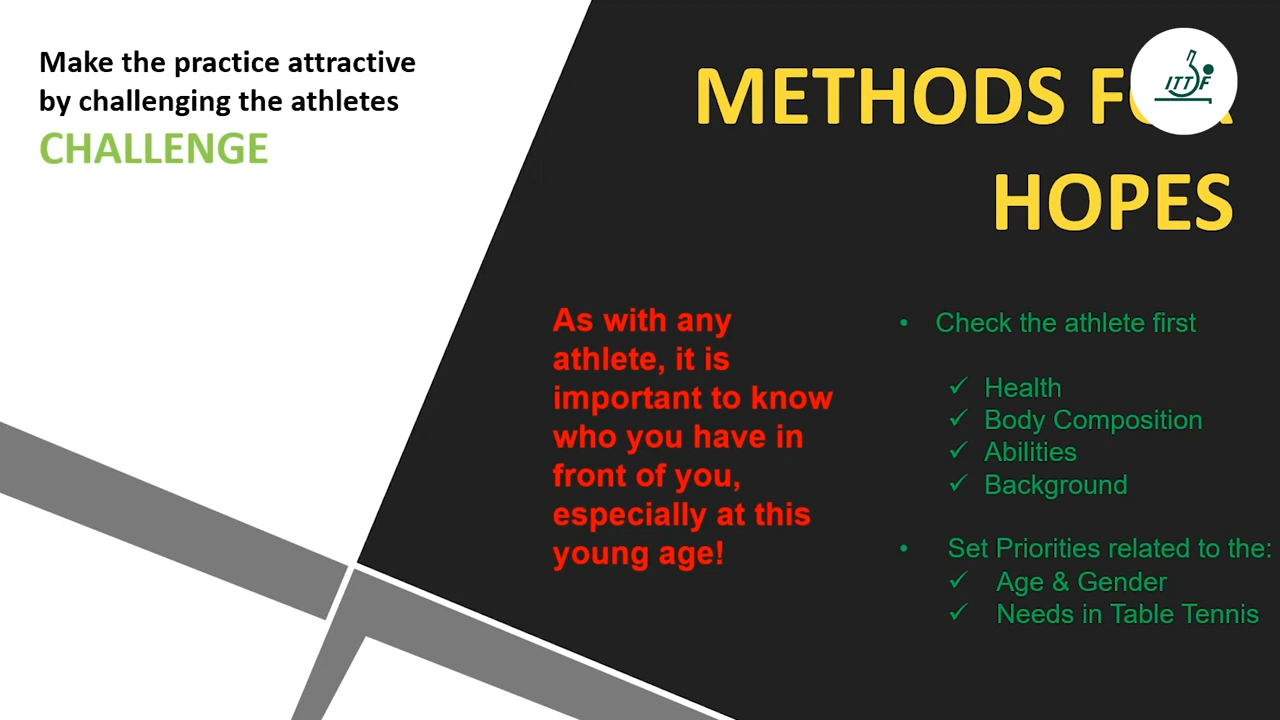 Make the practice attractive
by challenging the athletes
CHALLENGE
METHODS FOR
HOPES
ITTF
As with any
athlete, it is
important to know
who you have in
front of you,
especially at this
young age!
• Check the athlete first
✓ Health
✓ Body Composition
✓ Abilities
✓ Background
• Set Priorities related to the:
✓ Age & Gender
✓ Needs in Table Tennis